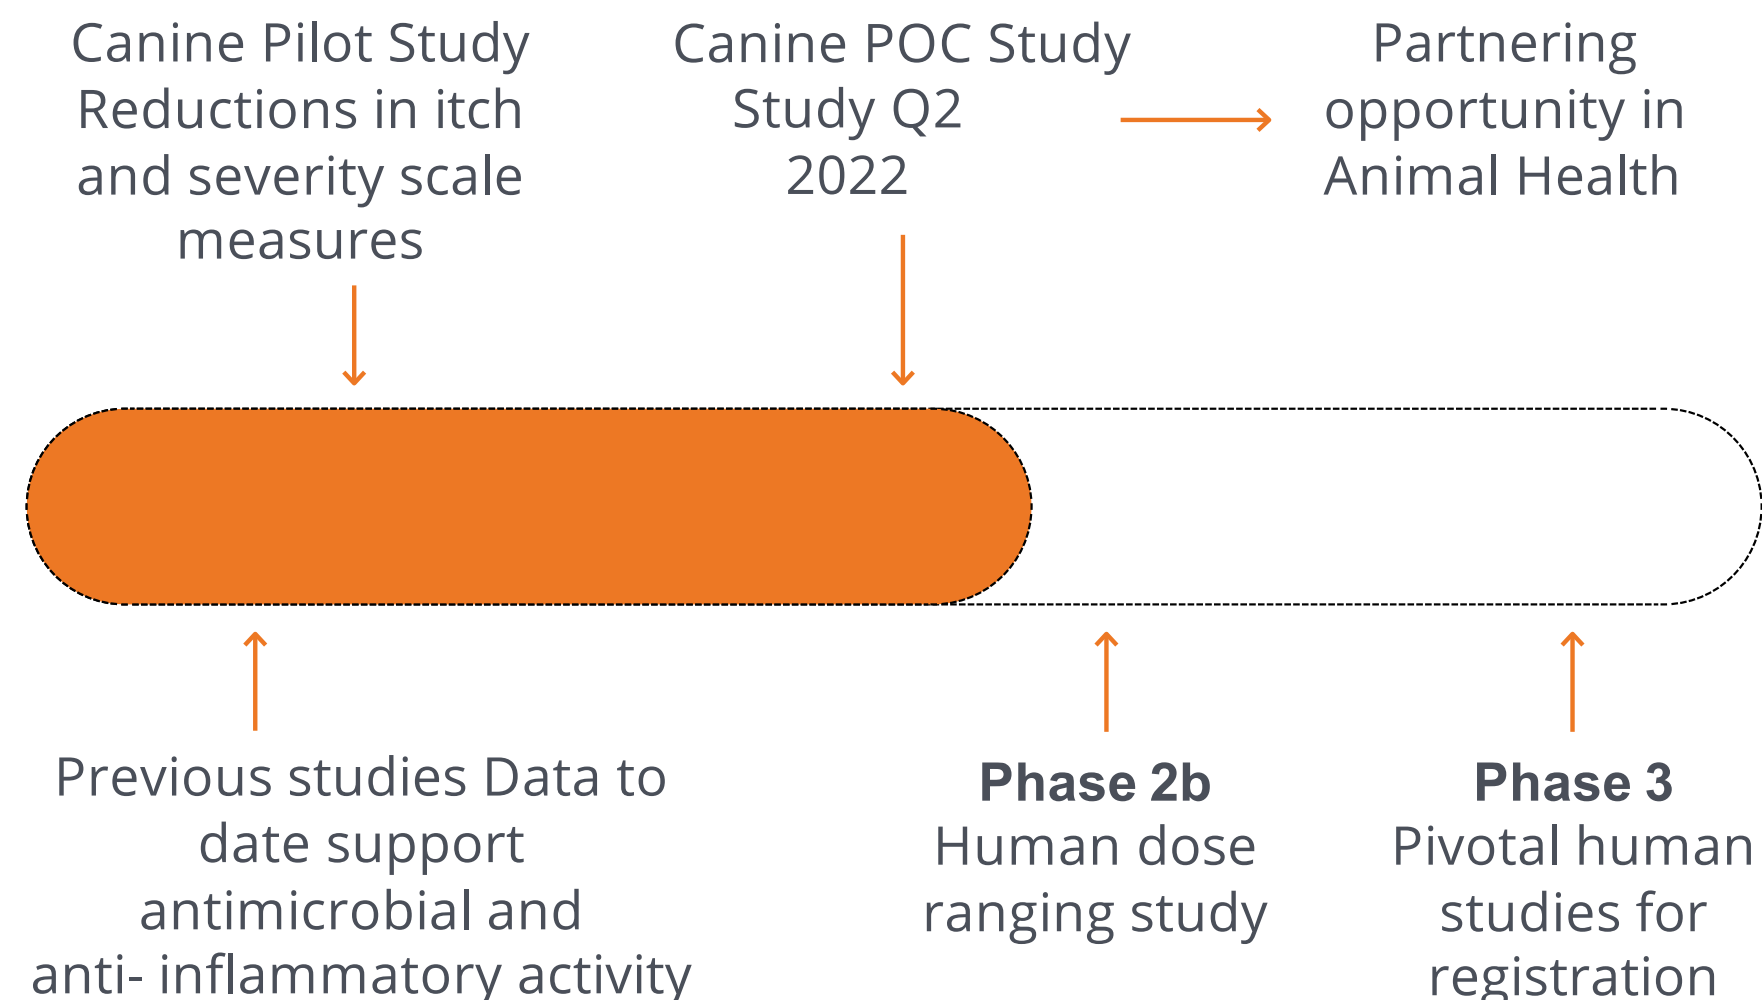 Canine Pilot Study
Reductions in itch
and severity scale
measures
Canine POC Study
Study Q2
2022
Partnering
opportunity in
Animal Health
Previous studies Data to
date support
antimicrobial and
anti- inflammatory activity
Phase 2b
Human dose
ranging study
Phase 3
Pivotal human
studies for
registration